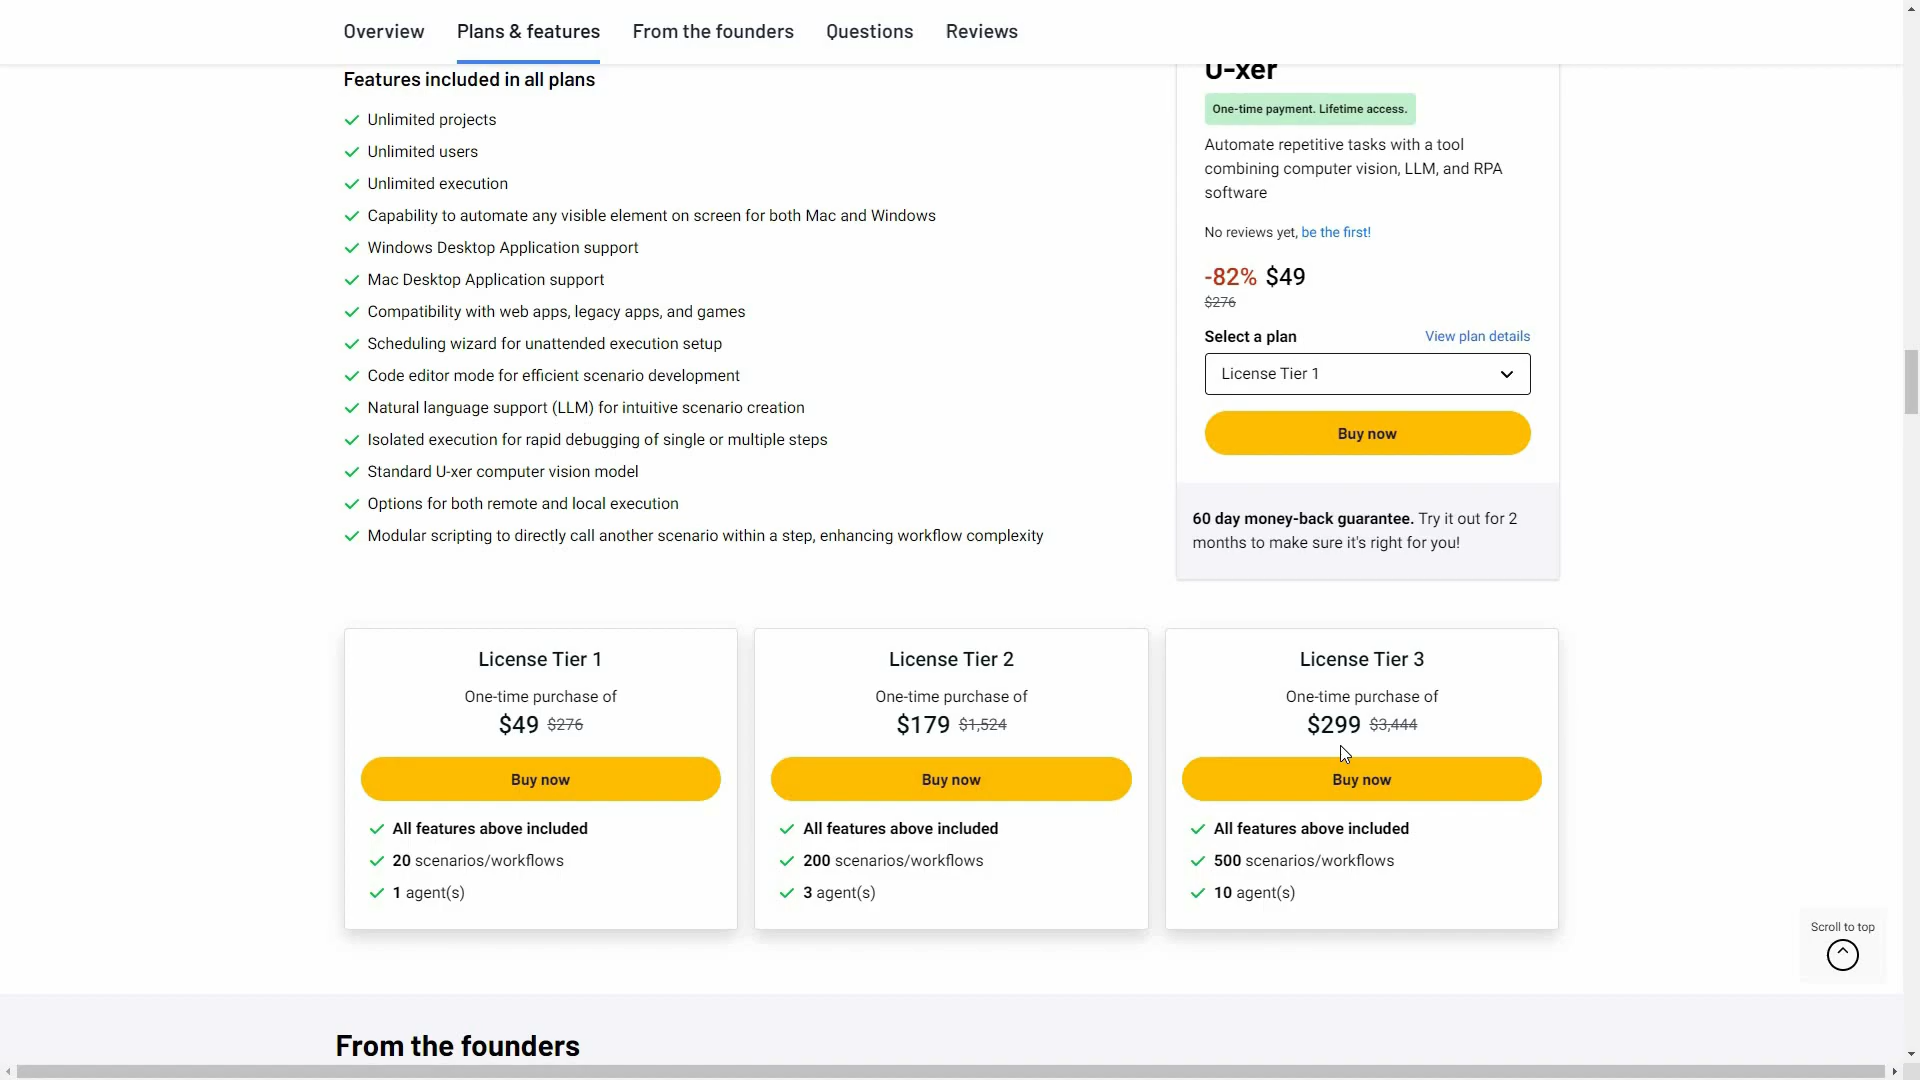 Overview
Plans & features
From the founders
Questions
Reviews
Features included in all plans
Unlimited projects
Unlimited users
Unlimited execution
Capability to automate any visible element on screen for both Mac and Windows
Windows Desktop Application support
Mac Desktop Application support
Compatibility with web apps, legacy apps, and games
Scheduling wizard for unattended execution setup
Code editor mode for efficient scenario development
Natural language support (LLM) for intuitive scenario creation
Isolated execution for rapid debugging of single or multiple steps
Standard U-xer computer vision model
Options for both remote and local execution
Modular scripting to directly call another scenario within a step, enhancing workflow complexity
U-xer
One-time payment. Lifetime access.
Automate repetitive tasks with a tool
combining computer vision, LLM, and RPA
software
No reviews yet, be the first!
-82% $49
$276
Select a plan
View plan details
License Tier 1
Buy now
60 day money-back guarantee. Try it out for 2
months to make sure it's right for you!
License Tier 1
One-time purchase of
$49 $276
Buy now
All features above included
20 scenarios/workflows
1 agent(s)
License Tier 2
One-time purchase of
$179 $1,524
Buy now
All features above included
200 scenarios/workflows
3 agent(s)
License Tier 3
One-time purchase of
$299 $3,444
Buy now
All features above included
500 scenarios/workflows
10 agent(s)
Scroll to top
From the founders